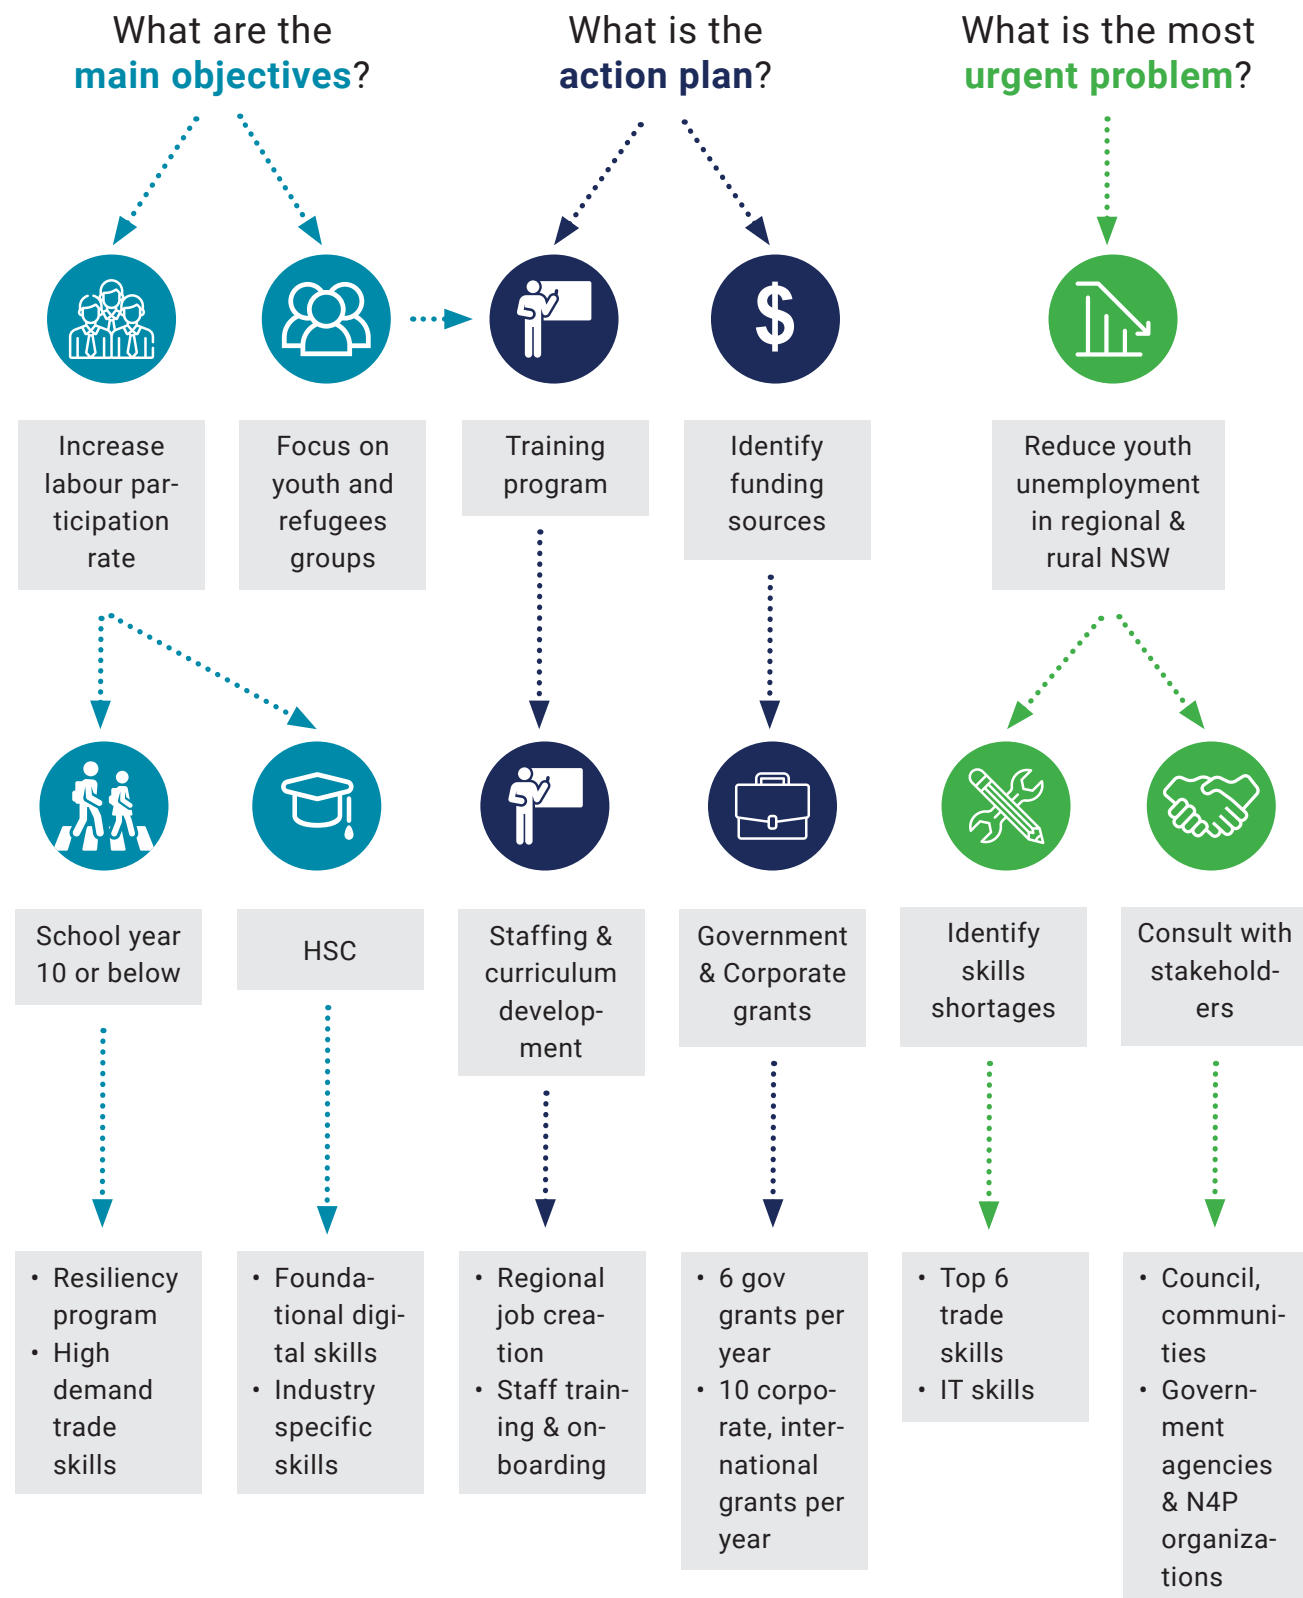 What are the
main objectives?
What is the
action plan?
What is the most
urgent problem?
$
Increase
labour par-
ticipation
rate
Focus on
youth and
refugees
groups
Training
program
Identify
funding
sources
Reduce youth
unemployment
in regional &
rural NSW
School year
10 or below
HSC
Staffing &
curriculum
develop-
ment
Government
& Corporate
grants
Identify
skills
shortages
Consult with
stakehold-
ers
• Resiliency
program
• High
demand
trade
skills
• Founda-
tional digi-
tal skills
• Industry
specific
skills
• Regional
job crea-
tion
• Staff train-
ing & on-
boarding
• 6 gov
grants per
year
• 10 corpo-
rate, inter-
national
grants per
year
• Top 6
trade
skills
• IT skills
• Council,
communi-
ties
• Govern-
ment
agencies
& N4P
organiza-
tions